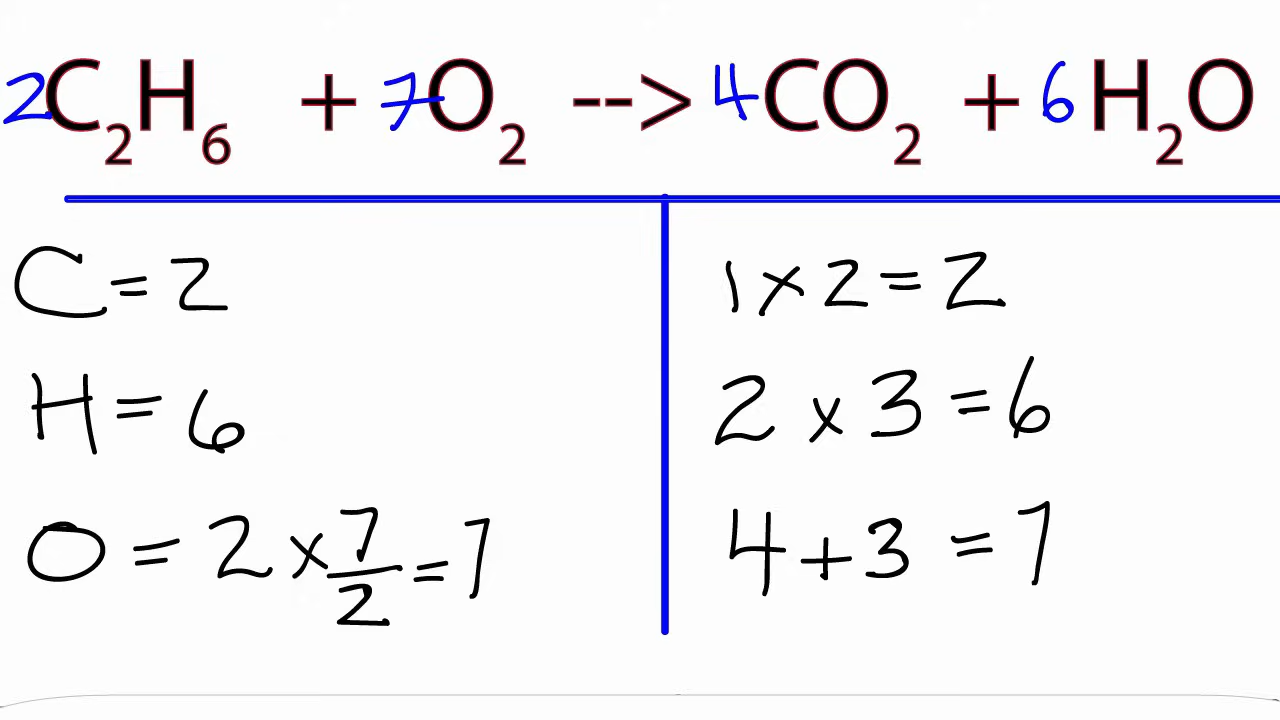 2C₂H₆ + 7O₂ --> 4CO₂ + 6H₂O
C = 2
1 x 2 = 2
H = 6
2 x 3 = 6
O = 2 x 7/2 = 7
4 + 3 = 7